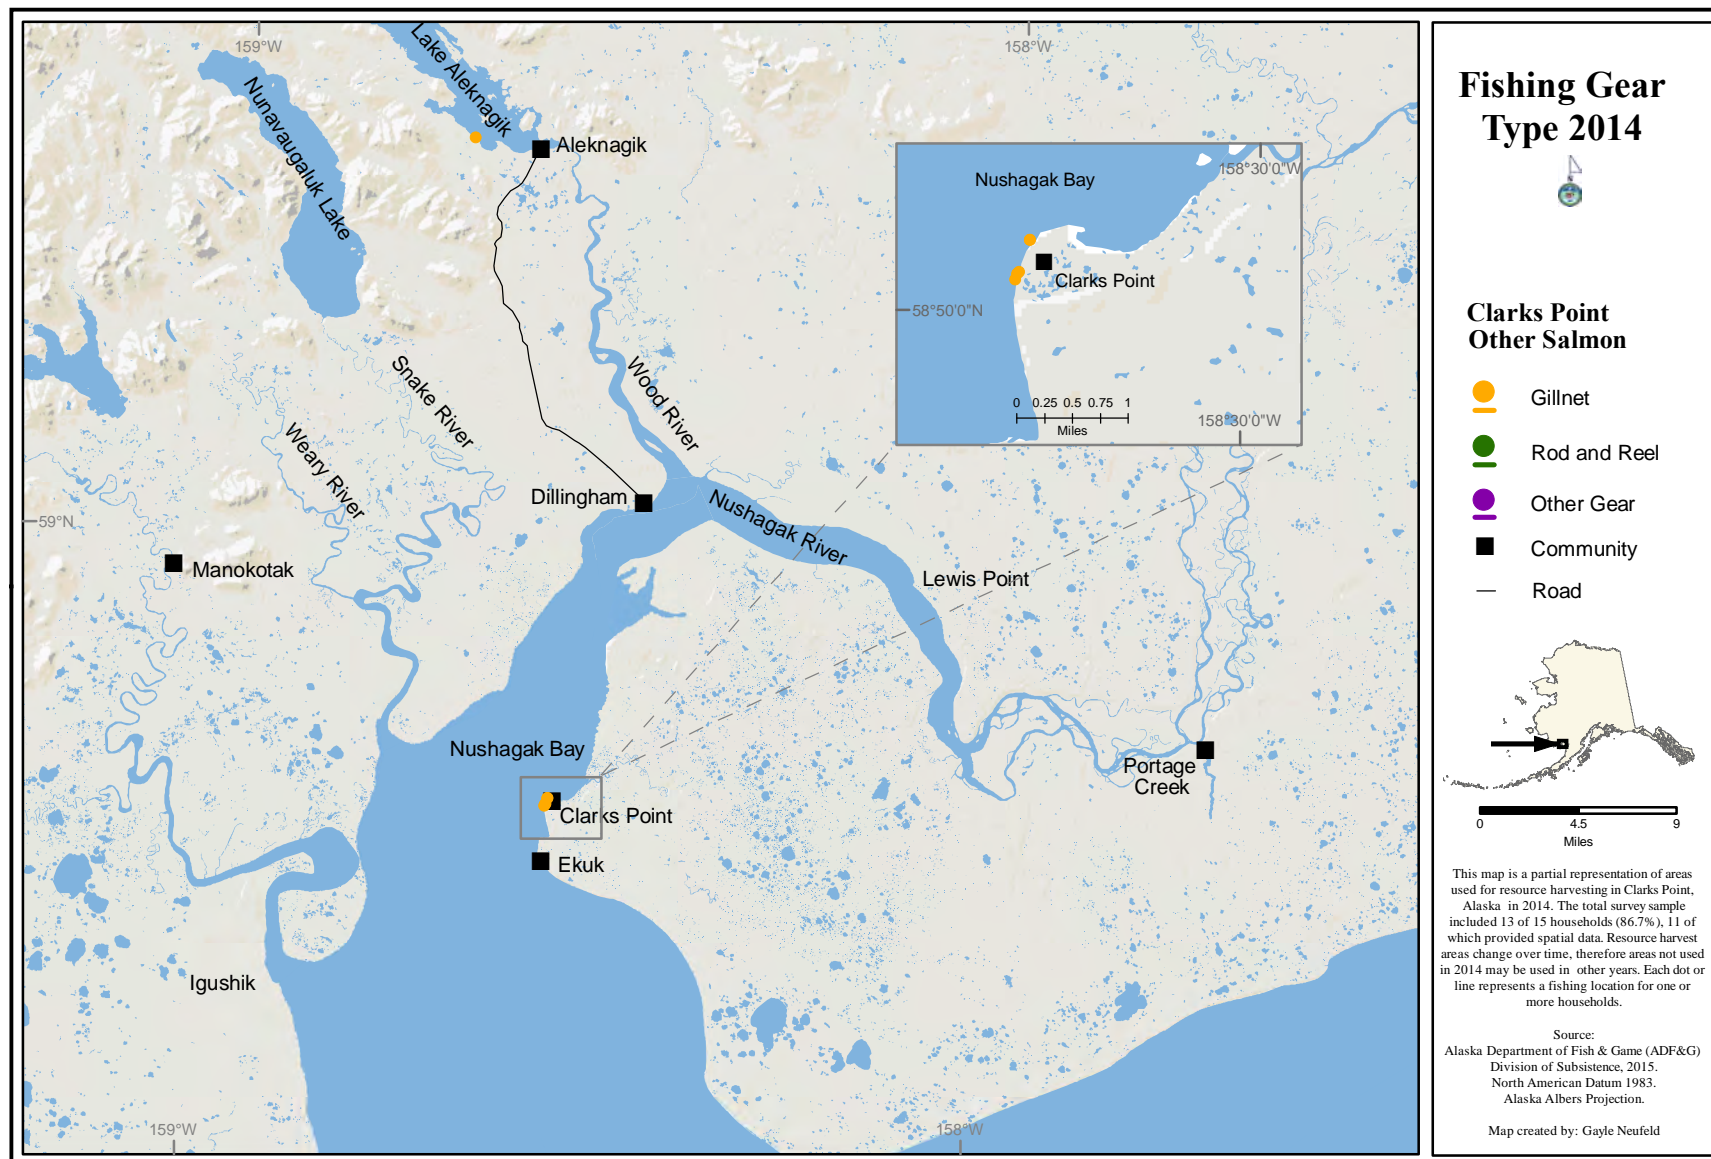 159°W
158°W
Lake Aleknagik
Nunavaugaluk Lake
Aleknagik
Nushagak Bay
158°30'0"W
Clarks Point
58°50'0"N
0 0.25 0.5 0.75 1
Miles
158°30'0"W
Snake River
Wood River
Weary River
Dillingham
Nushagak River
59°N
Manokotak
Lewis Point
Nushagak Bay
Portage
Creek
Clarks Point
Ekuk
Igushik
159°W
158°W
Fishing Gear
Type 2014
N
Clarks Point
Other Salmon
Gillnet
Rod and Reel
Other Gear
Community
Road
0 4.5 9
Miles
This map is a partial representation of areas
used for resource harvesting in Clarks Point,
Alaska in 2014. The total survey sample
included 13 of 15 households (86.7%), 11 of
which provided spatial data. Resource harvest
areas change over time, therefore areas not used
in 2014 may be used in other years. Each dot or
line represents a fishing location for one or
more households.
Source:
Alaska Department of Fish & Game (ADF&G)
Division of Subsistence, 2015.
North American Datum 1983.
Alaska Albers Projection.
Map created by: Gayle Neufeld